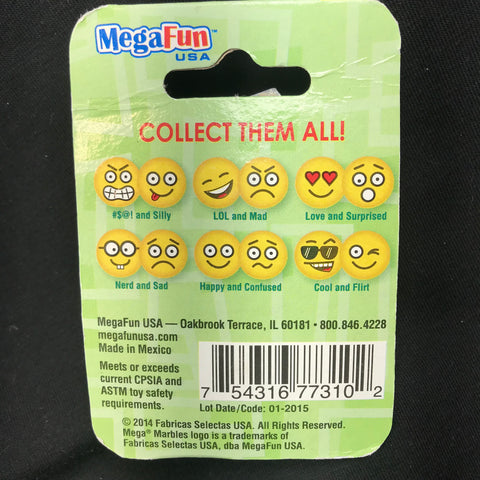 MegaFun™
USA
COLLECT THEM ALL!
#$@! and Silly
LOL and Mad
Love and Surprised
Nerd and Sad
Happy and Confused
Cool and Flirt
MegaFun USA — Oakbrook Terrace, IL 60181 • 800.846.4228
megafunusa.com
Made in Mexico
Meets or exceeds
current CPSIA and
ASTM toy safety
requirements.
7 54316 77310 2
Lot Date/Code: 01-2015
© 2014 Fabricas Selectas USA. All Rights Reserved.
Mega® Marbles logo is a trademarks of
Fabricas Selectas USA, dba MegaFun USA.